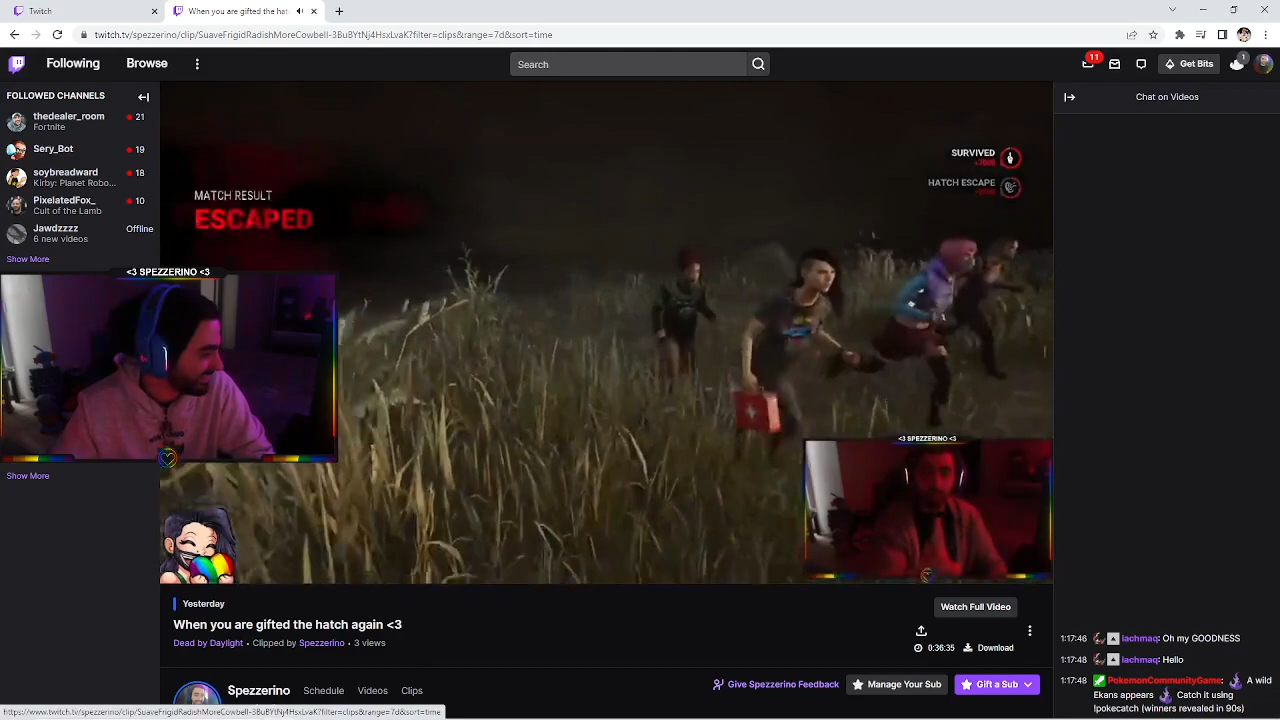 Twitch
When you are gifted the hat
twitch.tv/spezzerino/clip/SuaveFrigidRadishMoreCowbell-3BuBYtNj4HsxLvaK?filter=clips&range=7d&sort=time
Following
Browse
Search
11
Get Bits
1
FOLLOWED CHANNELS
thedealer_room
21
Fortnite
Sery_Bot
19
soybreadward
18
Kirby: Planet Robo...
PixelatedFox_
10
Cult of the Lamb
Jawdzzzz
Offline
6 new videos
Show More
<3 SPEZZERINO <3
Show More
MATCH RESULT
ESCAPED
SURVIVED
HATCH ESCAPE
<3 SPEZZERINO <3
Yesterday
When you are gifted the hatch again <3
Dead by Daylight • Clipped by Spezzerino • 3 views
Watch Full Video
0:36:35
Download
Spezzerino
Schedule
Videos
Clips
Give Spezzerino Feedback
Manage Your Sub
Gift a Sub
Chat on Videos
1:17:46 lachmaq: Oh my GOODNESS
1:17:48 lachmaq: Hello
1:17:48 PokemonCommunityGame: A wild
Ekans appears Catch it using
!pokecatch (winners revealed in 90s)
https://www.twitch.tv/spezzerino/clip/SuaveFrigidRadishMoreCowbell-3BuBYtNj4HsxLvaK?filter=clips&range=7d&sort=time